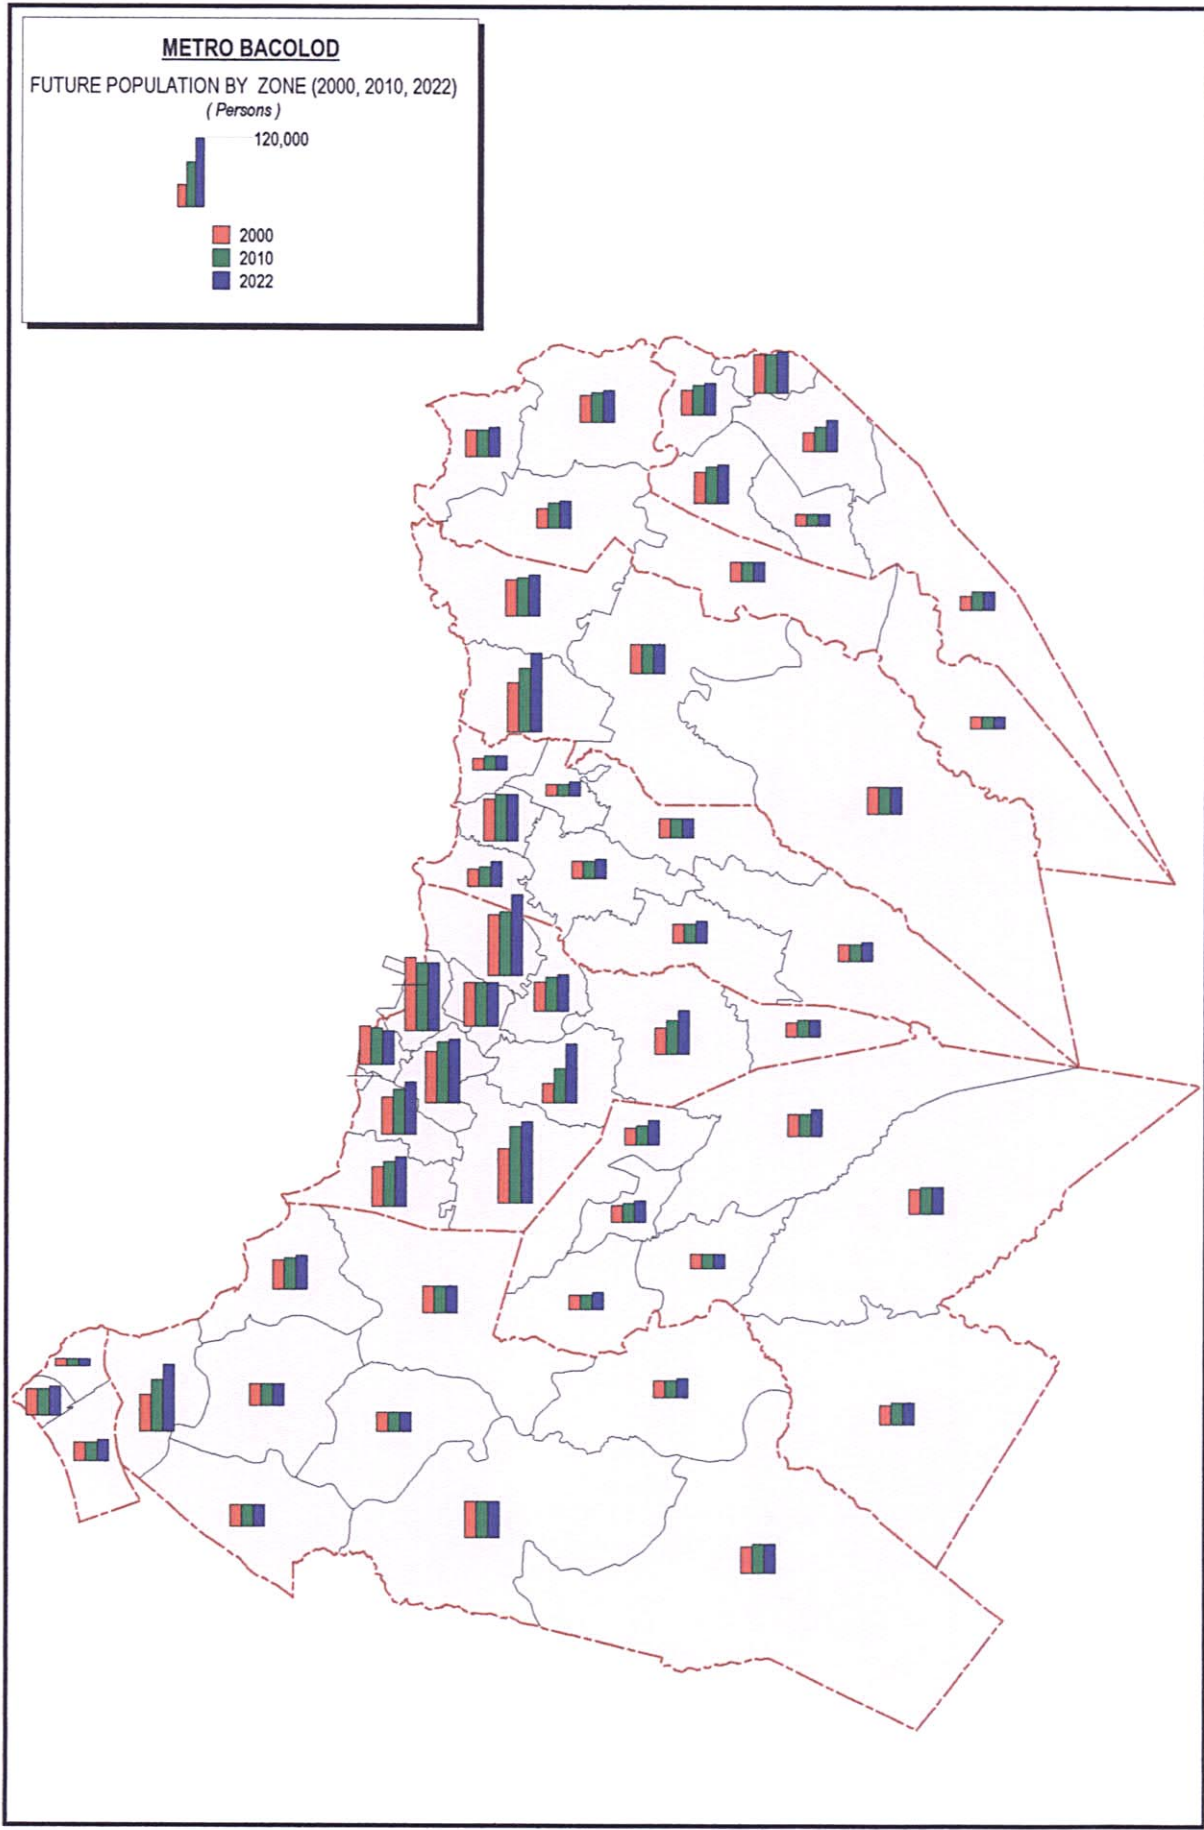 METRO BACOLOD
FUTURE POPULATION BY ZONE (2000, 2010, 2022)
( Persons )
120,000
2000
2010
2022